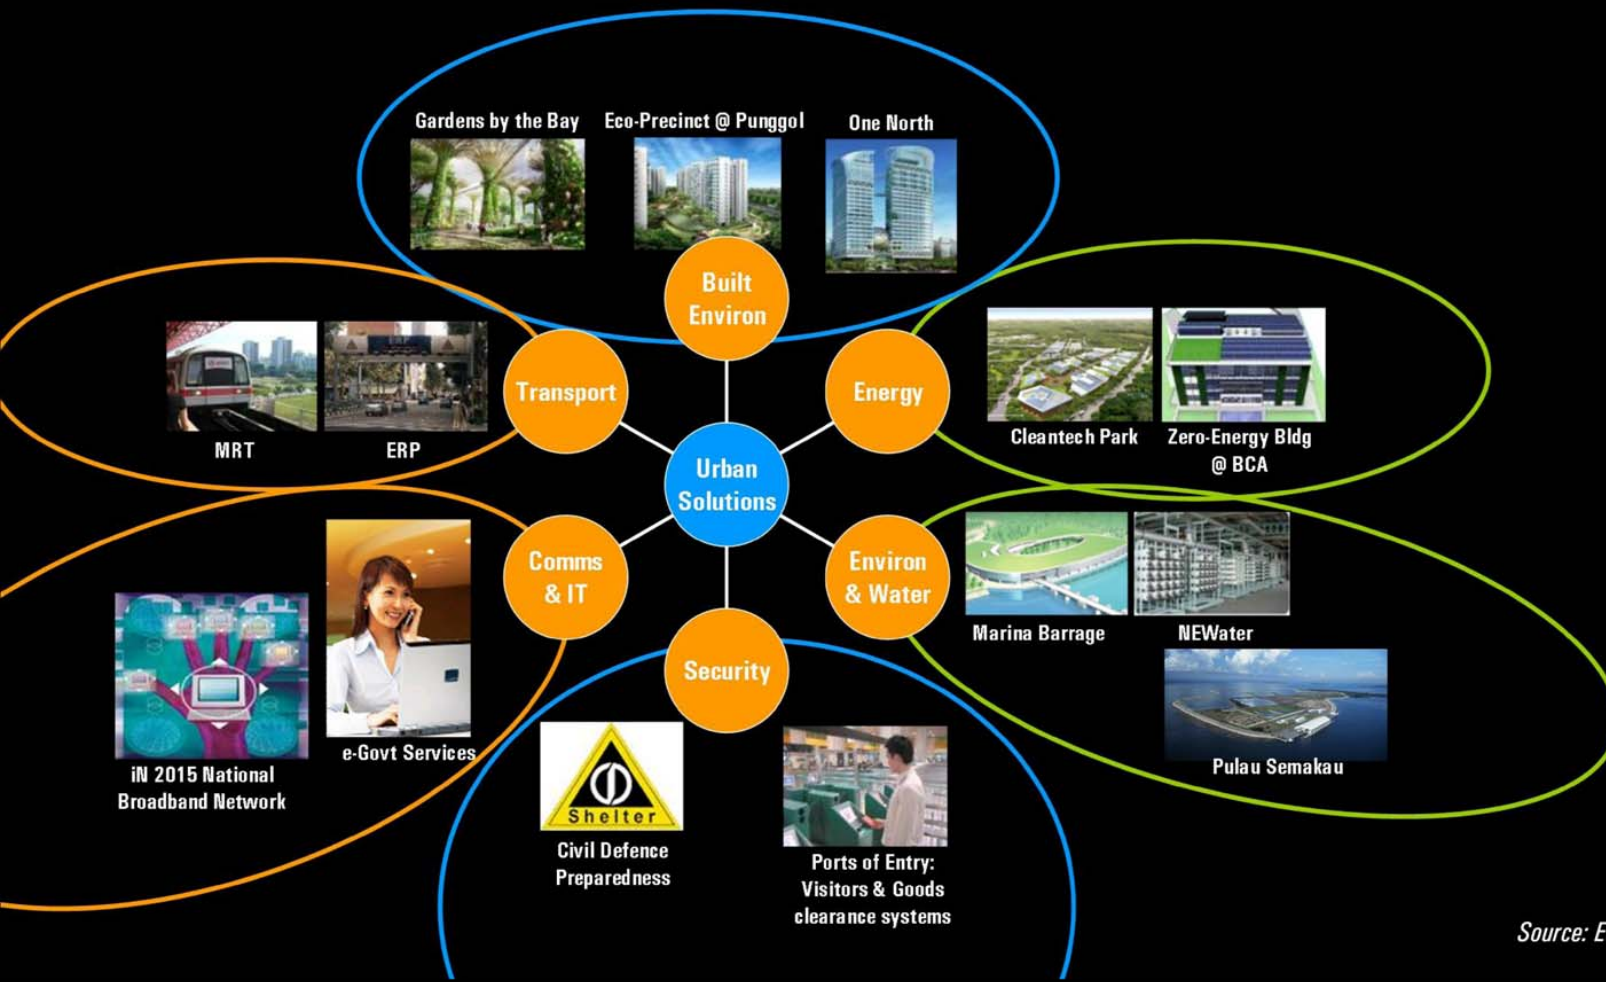 Gardens by the Bay
Eco-Precinct @ Punggol
One North
Built
Environ
Transport
Energy
MRT
ERP
Cleantech Park
Zero-Energy Bldg
@ BCA
Urban
Solutions
Comms
& IT
Environ
& Water
Marina Barrage
NEWater
Pulau Semakau
Security
e-Govt Services
iN 2015 National
Broadband Network
Shelter
Civil Defence
Preparedness
Ports of Entry:
Visitors & Goods
clearance systems
Source: E